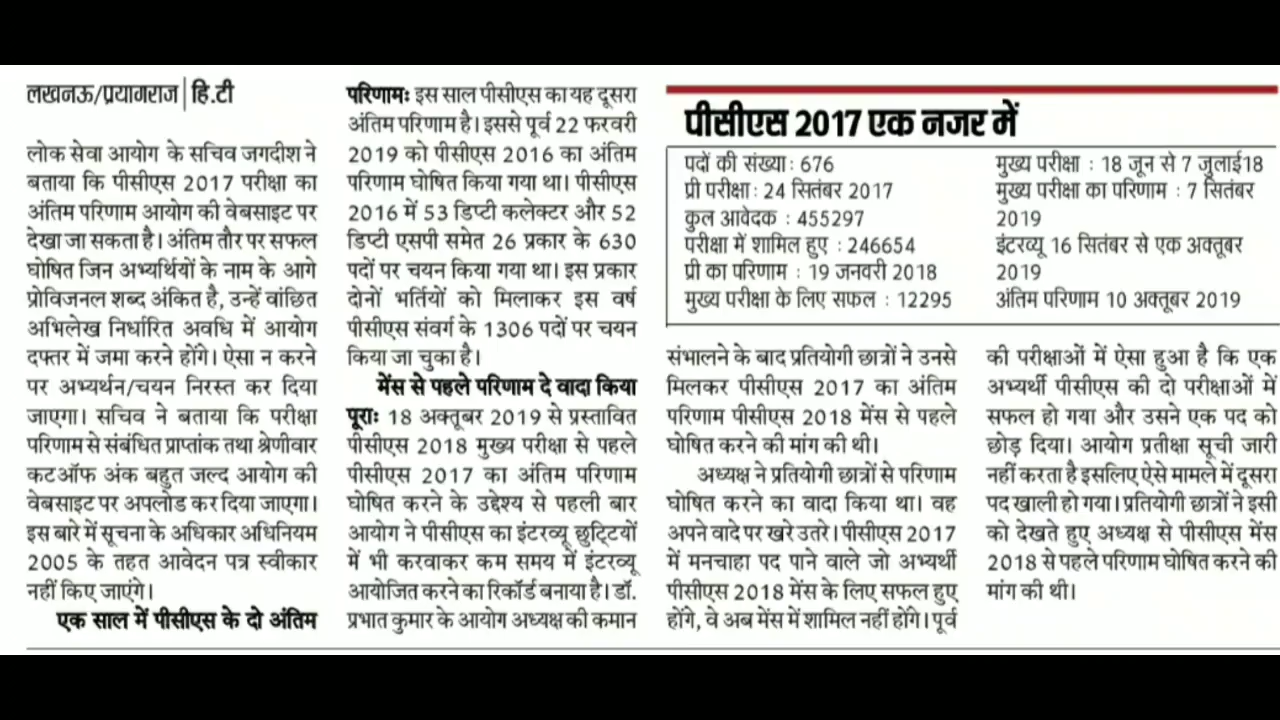 लखनऊ/प्रयागराज | हि.टी
लोक सेवा आयोग के सचिव जगदीश ने
बताया कि पीसीएस 2017 परीक्षा का
अंतिम परिणाम आयोग की वेबसाइट पर
देखा जा सकता है। अंतिम तौर पर सफल
घोषित जिन अभ्यर्थियों के नाम के आगे
प्रोविजनल शब्द अंकित है, उन्हें वांछित
अभिलेख निर्धारित अवधि में आयोग
दफ्तर में जमा करने होंगे। ऐसा न करने
पर अभ्यर्थन/चयन निरस्त कर दिया
जाएगा। सचिव ने बताया कि परीक्षा
परिणाम से संबंधित प्राप्तांक तथा श्रेणीवार
कटऑफ अंक बहुत जल्द आयोग की
वेबसाइट पर अपलोड कर दिया जाएगा।
इस बारे में सूचना के अधिकार अधिनियम
2005 के तहत आवेदन पत्र स्वीकार
नहीं किए जाएंगे।
एक साल में पीसीएस के दो अंतिम
परिणामः इस साल पीसीएस का यह दूसरा
अंतिम परिणाम है। इससे पूर्व 22 फरवरी
2019 को पीसीएस 2016 का अंतिम
परिणाम घोषित किया गया था। पीसीएस
2016 में 53 डिप्टी कलेक्टर और 52
डिप्टी एसपी समेत 26 प्रकार के 630
पदों पर चयन किया गया था। इस प्रकार
दोनों भर्तियों को मिलाकर इस वर्ष
पीसीएस संवर्ग के 1306 पदों पर चयन
किया जा चुका है।
मेंस से पहले परिणाम दे वादा किया
पूराः 18 अक्तूबर 2019 से प्रस्तावित
पीसीएस 2018 मुख्य परीक्षा से पहले
पीसीएस 2017 का अंतिम परिणाम
घोषित करने के उद्देश्य से पहली बार
आयोग ने पीसीएस का इंटरव्यू छुट्टियों
में भी करवाकर कम समय में इंटरव्यू
आयोजित करने का रिकॉर्ड बनाया है। डॉ.
प्रभात कुमार के आयोग अध्यक्ष की कमान
पीसीएस 2017 एक नजर में
पदों की संख्या : 676
प्री परीक्षा : 24 सितंबर 2017
कुल आवेदक : 455297
परीक्षा में शामिल हुए : 246654
प्री का परिणाम : 19 जनवरी 2018
मुख्य परीक्षा के लिए सफल : 12295
मुख्य परीक्षा : 18 जून से 7 जुलाई18
मुख्य परीक्षा का परिणाम : 7 सितंबर
2019
इंटरव्यू 16 सितंबर से एक अक्तूबर
2019
अंतिम परिणाम 10 अक्तूबर 2019
संभालने के बाद प्रतियोगी छात्रों ने उनसे
मिलकर पीसीएस 2017 का अंतिम
परिणाम पीसीएस 2018 मेंस से पहले
घोषित करने की मांग की थी।
अध्यक्ष ने प्रतियोगी छात्रों से परिणाम
घोषित करने का वादा किया था। वह
अपने वादे पर खरे उतरे। पीसीएस 2017
में मनचाहा पद पाने वाले जो अभ्यर्थी
पीसीएस 2018 मेंस के लिए सफल हुए
होंगे, वे अब मेंस में शामिल नहीं होंगे। पूर्व
की परीक्षाओं में ऐसा हुआ है कि एक
अभ्यर्थी पीसीएस की दो परीक्षाओं में
सफल हो गया और उसने एक पद को
छोड़ दिया। आयोग प्रतीक्षा सूची जारी
नहीं करता है इसलिए ऐसे मामले में दूसरा
पद खाली हो गया। प्रतियोगी छात्रों ने इसी
को देखते हुए अध्यक्ष से पीसीएस मेंस
2018 से पहले परिणाम घोषित करने की
मांग की थी।